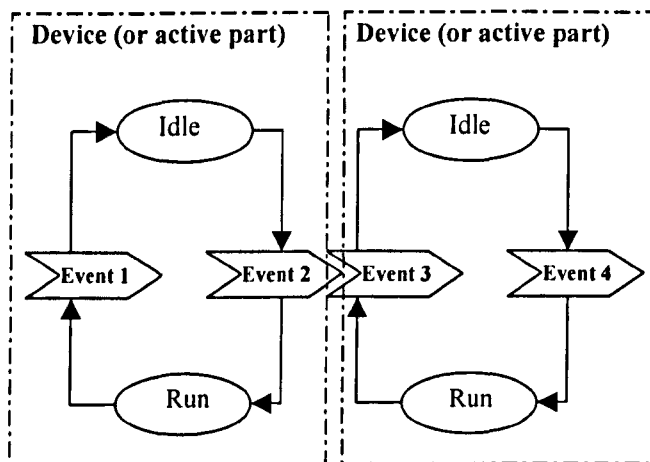 Device (or active part)
Device (or active part)
Idle
Idle
Event 1
Event 2
Event 3
Event 4
Run
Run